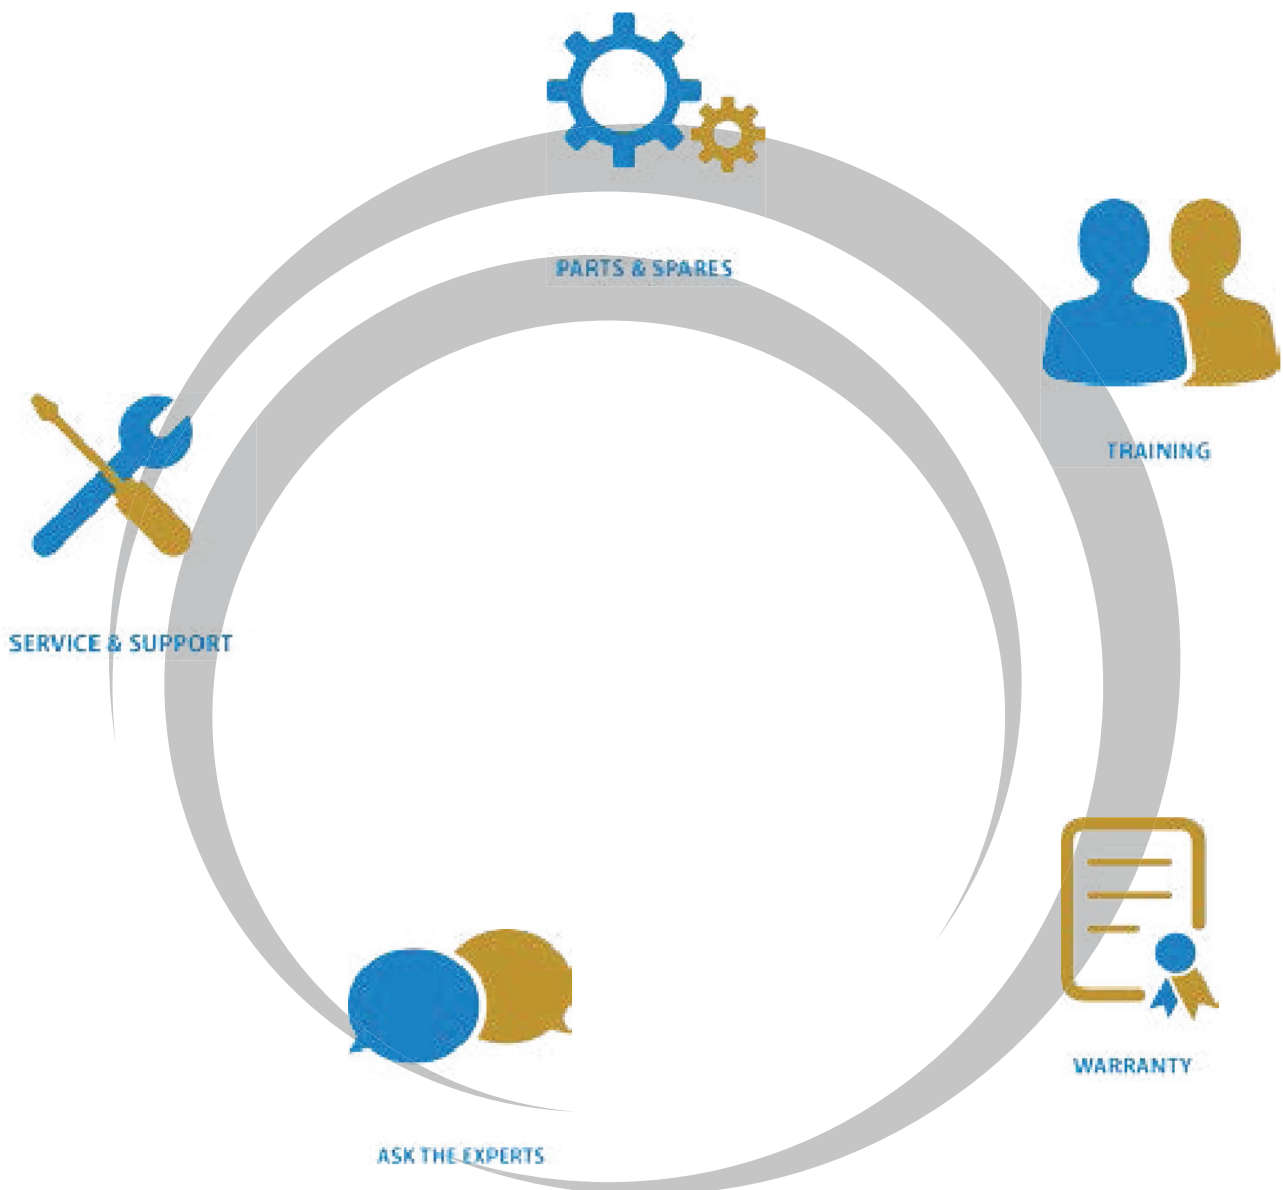 PARTS & SPARES
TRAINING
SERVICE & SUPPORT
WARRANTY
ASK THE EXPERTS